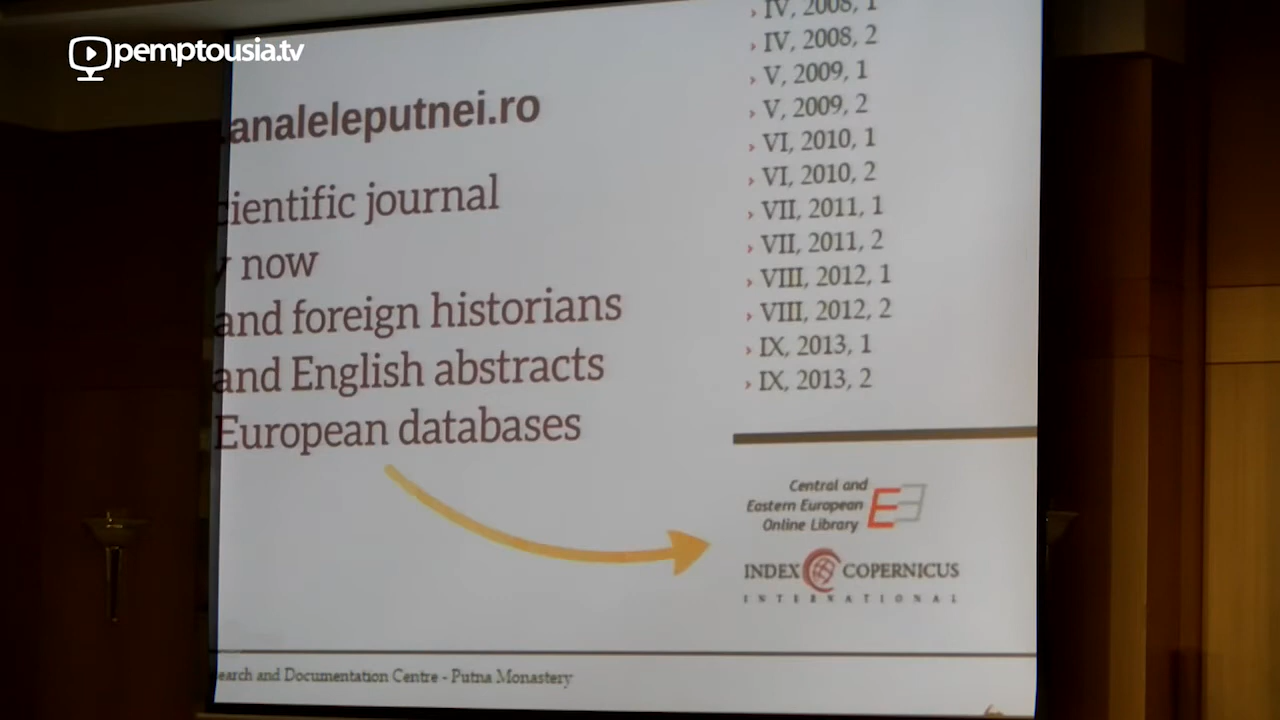 pemptousia.tv
analeleputnei.ro
cientific journal
y now
and foreign historians
and English abstracts
European databases
› IV, 2008, 1
› IV, 2008, 2
› V, 2009, 1
› V, 2009, 2
› VI, 2010, 1
› VI, 2010, 2
› VII, 2011, 1
› VII, 2011, 2
› VIII, 2012, 1
› VIII, 2012, 2
› IX, 2013, 1
› IX, 2013, 2
Central and
Eastern European
Online Library
INDEX COPERNICUS
INTERNATIONAL
earch and Documentation Centre - Putna Monastery